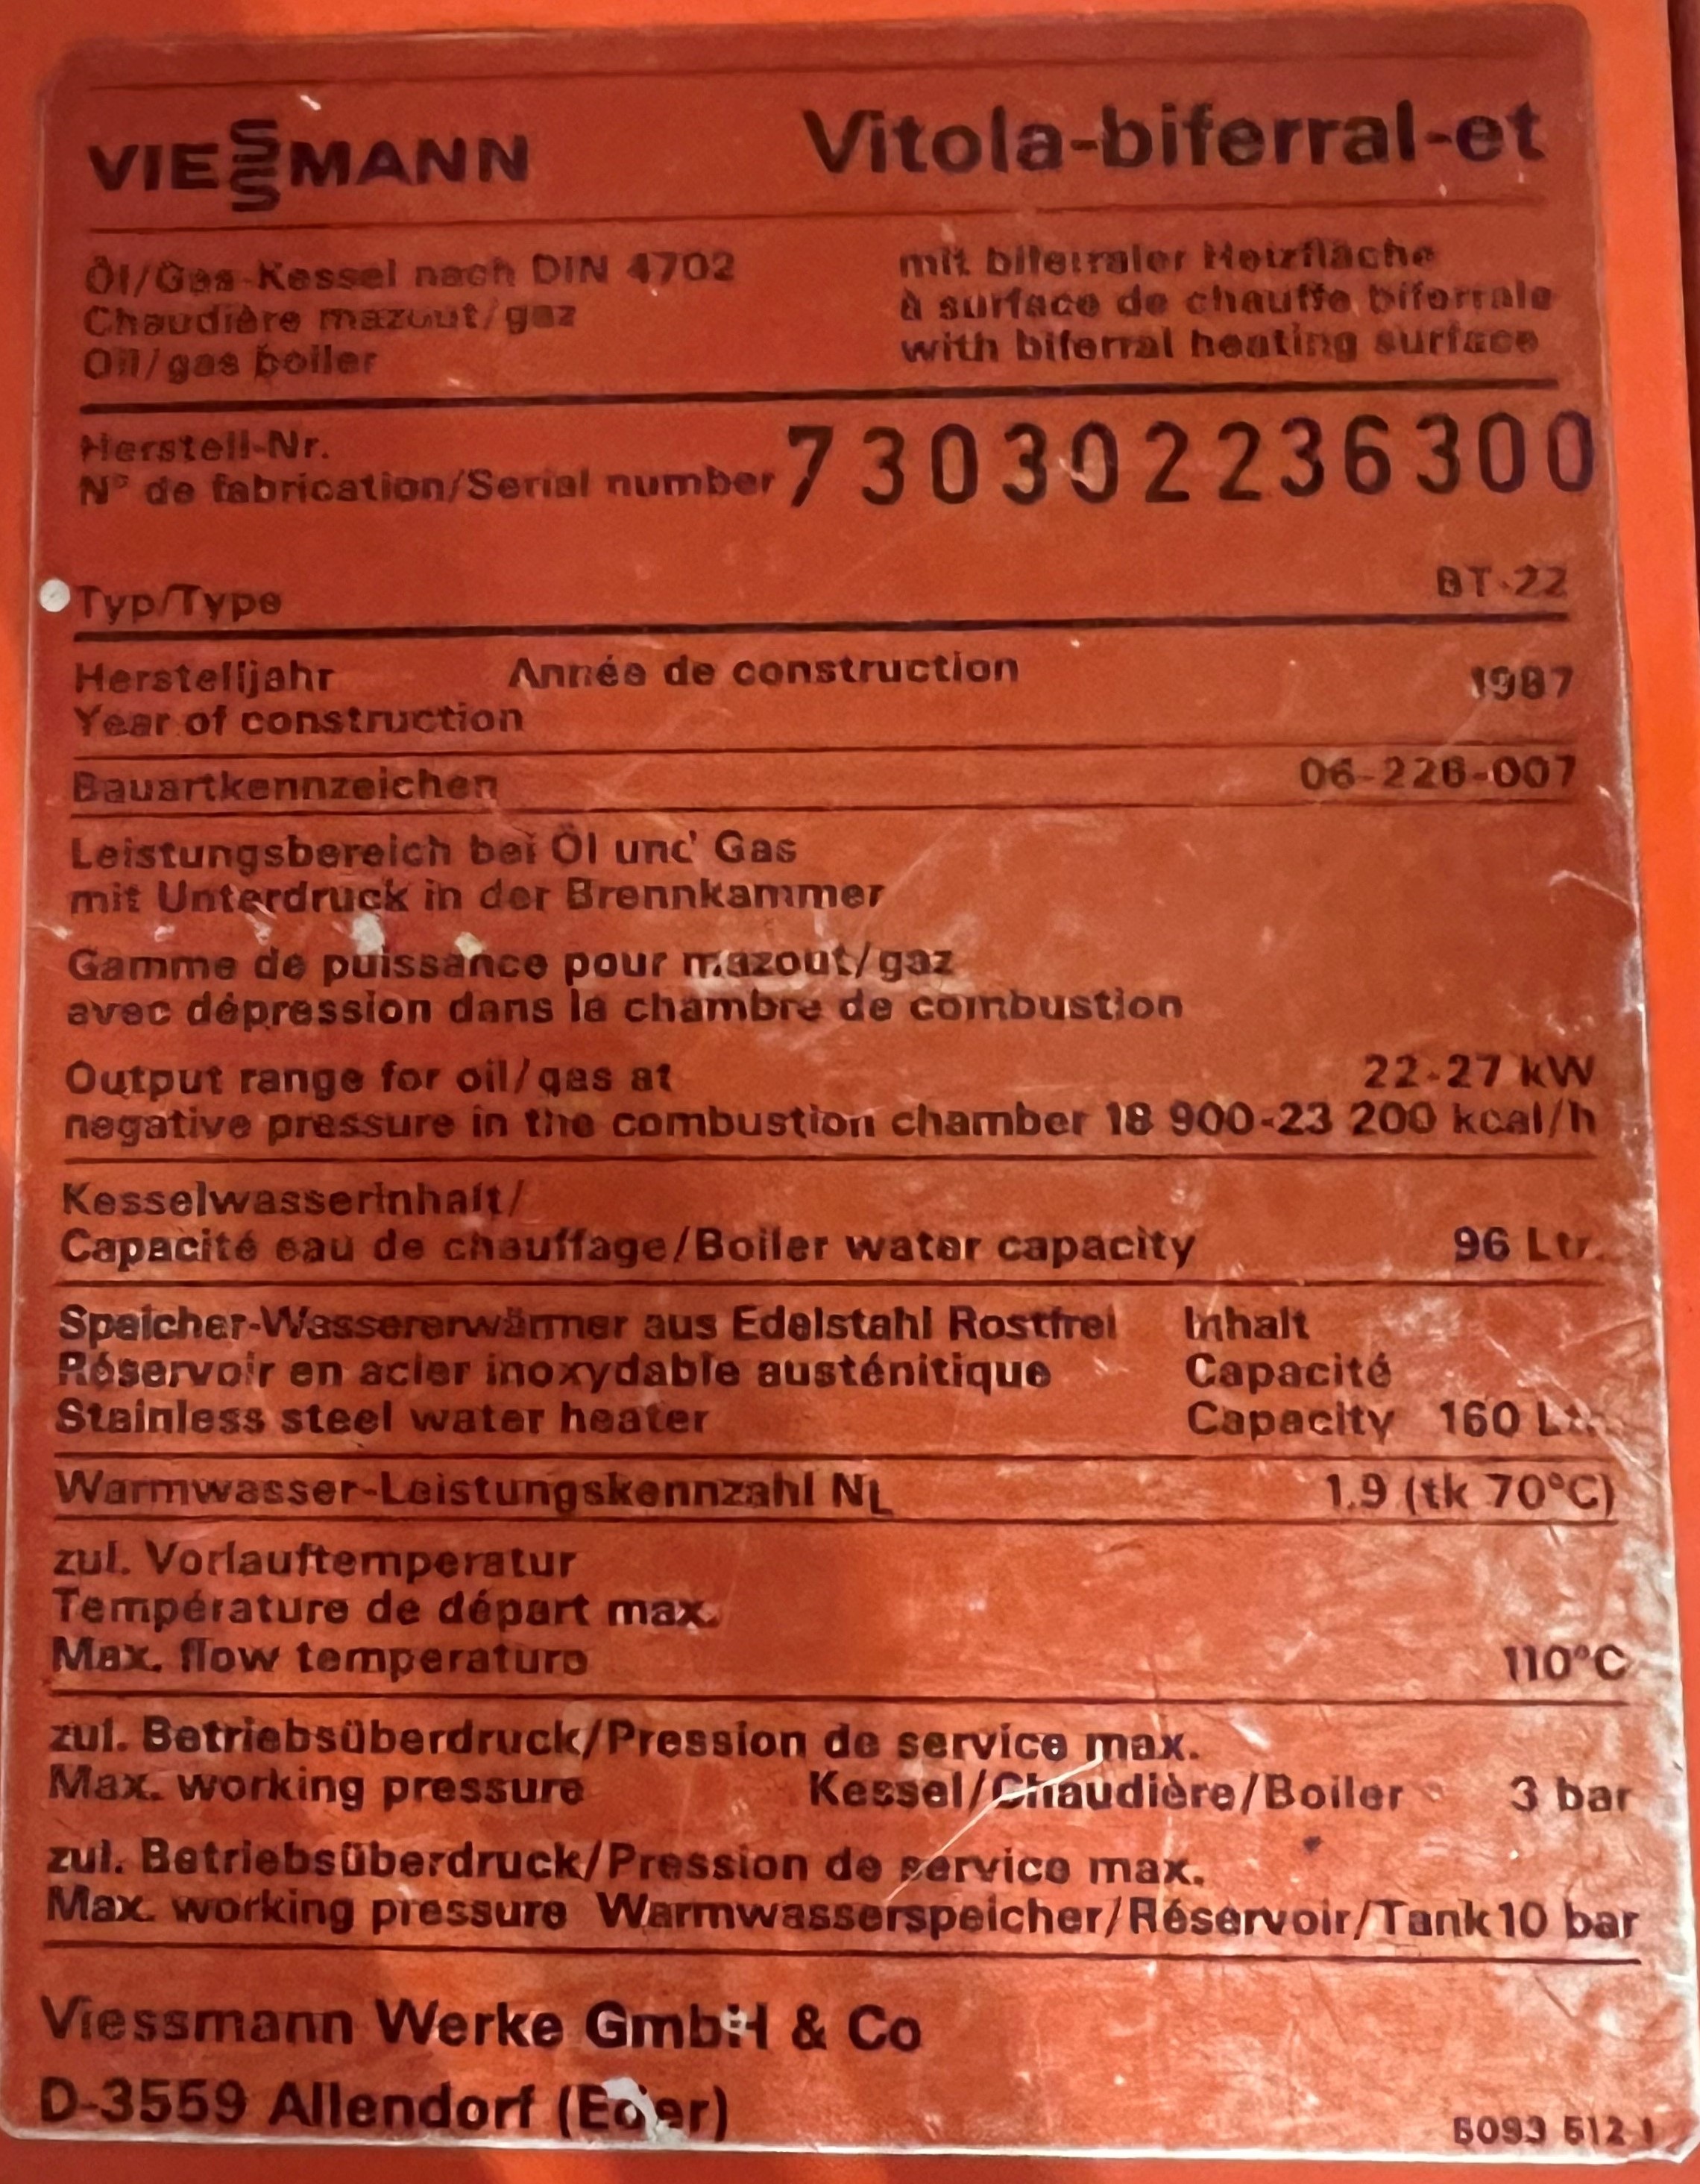 VIESSMANN Vitola-biferral-et
Öl/Gas-Kessel nach DIN 4702 mit biferraler Heizfläche
Chaudière mazout/gaz à surface de chauffe biferrale
Oil/gas boiler with biferral heating surface
Herstell-Nr.
N° de fabrication/Serial number 730302236300
Typ/Type BT-22
Herstelljahr Année de construction 1987
Year of construction
Bauartkennzeichen 06-226-007
Leistungsbereich bei Öl und Gas
mit Unterdruck in der Brennkammer
Gamme de puissance pour mazout/gaz
avec dépression dans la chambre de combustion
Output range for oil/gas at 22-27 kW
negative pressure in the combustion chamber 18 900-23 200 kcal/h
Kesselwasserinhalt/
Capacité eau de chauffage/Boiler water capacity 96 Ltr.
Speicher-Wassererwärmer aus Edelstahl Rostfrei Inhalt
Réservoir en acier inoxydable austénitique Capacité
Stainless steel water heater Capacity 160 Ltr.
Warmwasser-Leistungskennzahl NL 1.9 (tk 70°C)
zul. Vorlauftemperatur
Température de départ max.
Max. flow temperature 110°C
zul. Betriebsüberdruck/Pression de service max.
Max. working pressure Kessel/Chaudière/Boiler 3 bar
zul. Betriebsüberdruck/Pression de service max.
Max. working pressure Warmwasserspeicher/Réservoir/Tank 10 bar
Viessmann Werke GmbH & Co
D-3559 Allendorf (Eder)
5093 512 1